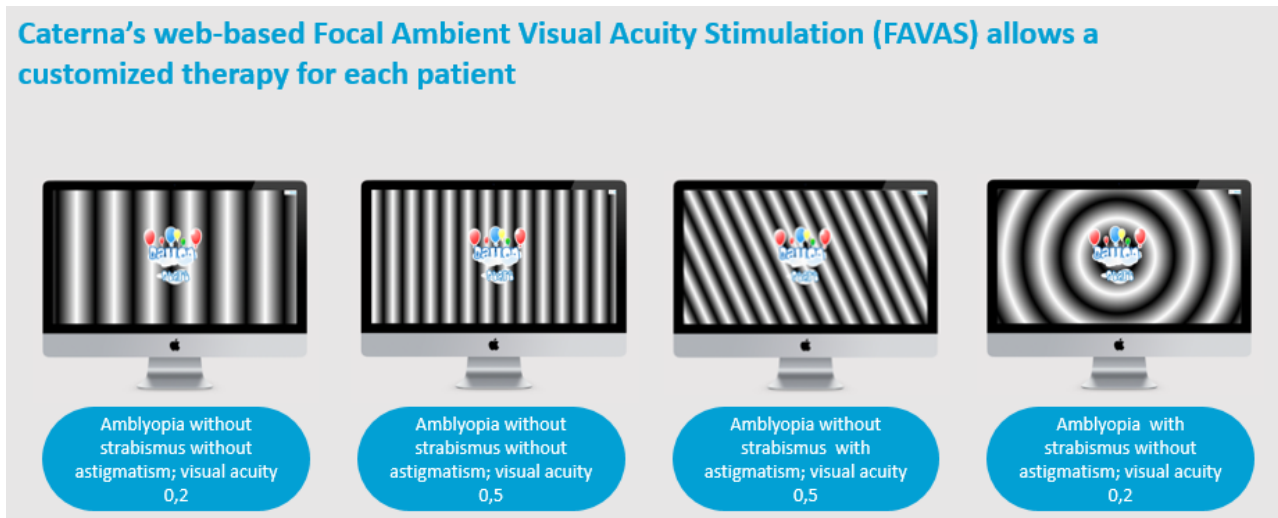 Caterna’s web-based Focal Ambient Visual Acuity Stimulation (FAVAS) allows a
customized therapy for each patient
Amblyopia without
strabismus without
astigmatism; visual acuity
0,2
Amblyopia without
strabismus without
astigmatism; visual acuity
0,5
Amblyopia without
strabismus  with
astigmatism; visual acuity
0,5
Amblyopia  with
strabismus without
astigmatism; visual acuity
0,2